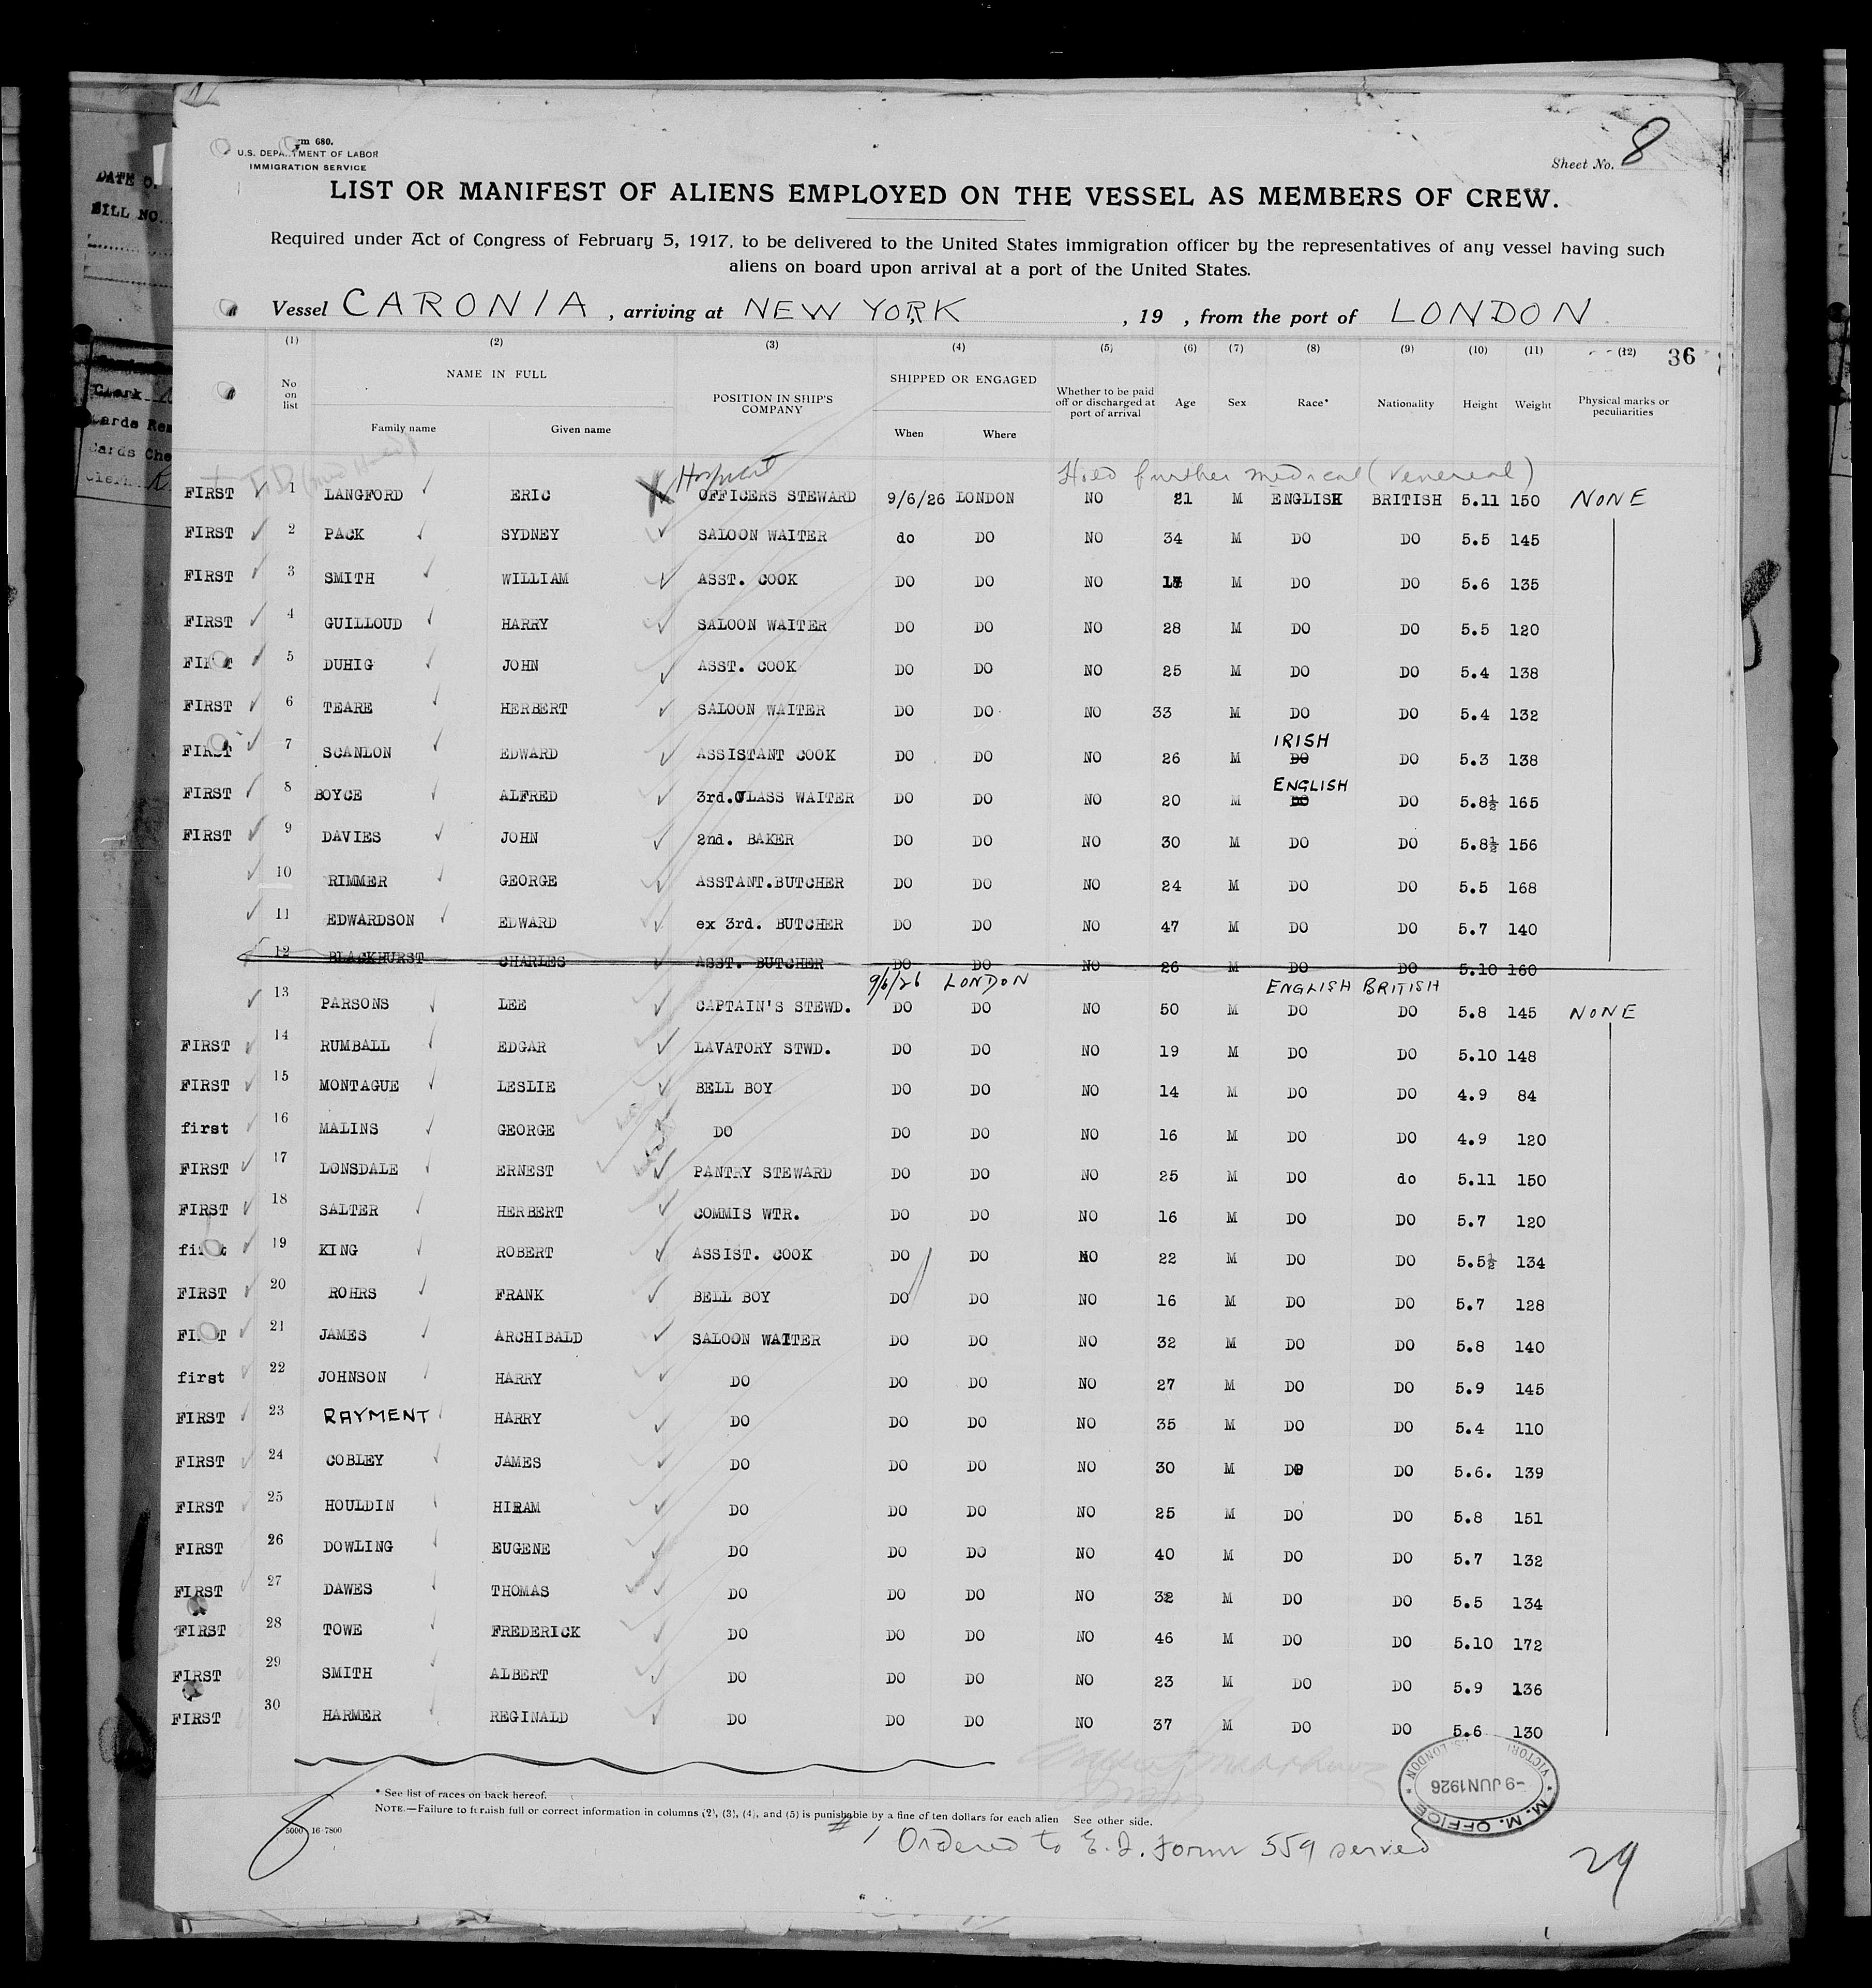 rm 680.
U.S. DEPARTMENT OF LABOR
IMMIGRATION SERVICE
Sheet No. 8
LIST OR MANIFEST OF ALIENS EMPLOYED ON THE VESSEL AS MEMBERS OF CREW.
Required under Act of Congress of February 5, 1917, to be delivered to the United States immigration officer by the representatives of any vessel having such
aliens on board upon arrival at a port of the United States.
Vessel CARONIA, arriving at NEW YORK, 19 , from the port of LONDON
(1) (2) (3) (4) (5) (6) (7) (8) (9) (10) (11) (12) 36
No on list NAME IN FULL Family name Given name POSITION IN SHIP'S COMPANY SHIPPED OR ENGAGED When Where Whether to be paid off or discharged at port of arrival Age Sex Race* Nationality Height Weight Physical marks or peculiarities
Hold further medical (venereal)
FIRST 1 LANGFORD ERIC OFFICERS STEWARD 9/6/26 LONDON NO 21 M ENGLISH BRITISH 5.11 150 NONE
FIRST 2 PACK SYDNEY SALOON WAITER do DO NO 34 M DO DO 5.5 145
FIRST 3 SMITH WILLIAM ASST. COOK DO DO NO M DO DO 5.6 135
FIRST 4 GUILLOUD HARRY SALOON WAITER DO DO NO 28 M DO DO 5.5 120
FIRST 5 DUHIG JOHN ASST. COOK DO DO NO 25 M DO DO 5.4 138
FIRST 6 TEARE HERBERT SALOON WAITER DO DO NO 33 M DO DO 5.4 132
IRISH
FIRST 7 SCANLON EDWARD ASSISTANT COOK DO DO NO 26 M DO DO 5.3 138
ENGLISH
FIRST 8 BOYCE ALFRED 3rd.CLASS WAITER DO DO NO 20 M DO DO 5.8½ 165
FIRST 9 DAVIES JOHN 2nd. BAKER DO DO NO 30 M DO DO 5.8½ 156
10 RIMMER GEORGE ASSTANT.BUTCHER DO DO NO 24 M DO DO 5.5 168
11 EDWARDSON EDWARD ex 3rd. BUTCHER DO DO NO 47 M DO DO 5.7 140
12 BLACKHURST CHARLES ASST. BUTCHER DO DO NO 26 M DO DO 5.10 160
9/6/26 LONDON ENGLISH BRITISH
13 PARSONS LEE CAPTAIN'S STEWD. DO DO NO 50 M DO DO 5.8 145 NONE
FIRST 14 RUMBALL EDGAR LAVATORY STWD. DO DO NO 19 M DO DO 5.10 148
FIRST 15 MONTAGUE LESLIE BELL BOY DO DO NO 14 M DO DO 4.9 84
first 16 MALINS GEORGE DO DO DO NO 16 M DO DO 4.9 120
FIRST 17 LONSDALE ERNEST PANTRY STEWARD DO DO NO 25 M DO do 5.11 150
FIRST 18 SALTER HERBERT COMMIS WTR. DO DO NO 16 M DO DO 5.7 120
first 19 KING ROBERT ASSIST. COOK DO DO NO 22 M DO DO 5.5½ 134
FIRST 20 ROHRS FRANK BELL BOY DO DO NO 16 M DO DO 5.7 128
FIRST 21 JAMES ARCHIBALD SALOON WAITER DO DO NO 32 M DO DO 5.8 140
first 22 JOHNSON HARRY DO DO DO NO 27 M DO DO 5.9 145
FIRST 23 RAYMENT HARRY DO DO DO NO 35 M DO DO 5.4 110
FIRST 24 COBLEY JAMES DO DO DO NO 30 M DO DO 5.6. 139
FIRST 25 HOULDIN HIRAM DO DO DO NO 25 M DO DO 5.8 151
FIRST 26 DOWLING EUGENE DO DO DO NO 40 M DO DO 5.7 132
FIRST 27 DAWES THOMAS DO DO DO NO 32 M DO DO 5.5 134
FIRST 28 TOWE FREDERICK DO DO DO NO 46 M DO DO 5.10 172
FIRST 29 SMITH ALBERT DO DO DO NO 23 M DO DO 5.9 136
FIRST 30 HARMER REGINALD DO DO DO NO 37 M DO DO 5.6 130
M. M. OFFICE
-9 JUN 1926
* See list of races on back hereof.
NOTE.—Failure to furnish full or correct information in columns (2), (3), (4), and (5) is punishable by a fine of ten dollars for each alien See other side.
8
5000 16-7800
# 1 Ordered to E.I. Form 559 served
29